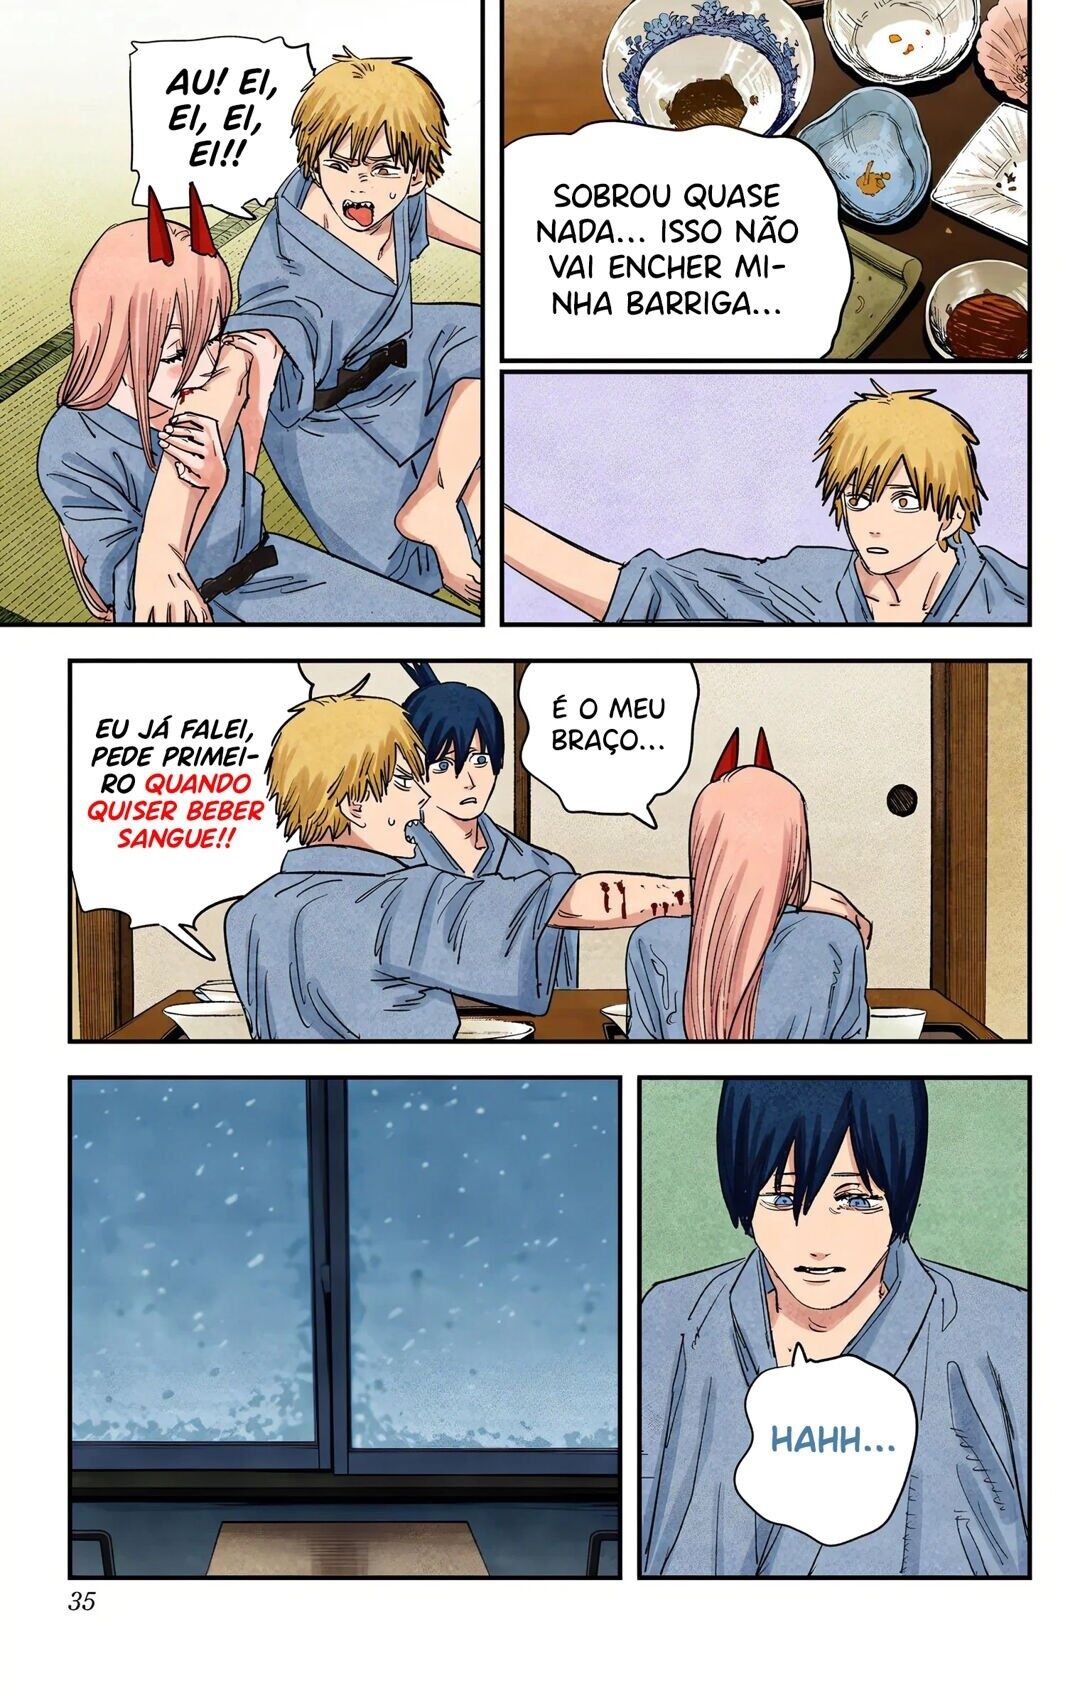 SOBROU QUASE
NADA... ISSO NÃO
VAI ENCHER MI-
NHA BARRIGA...
AU! EI,
EI, EI,
EI!!
É O MEU
BRAÇO...
EU JÁ FALEI,
PEDE PRIMEI-
RO QUANDO
QUISER BEBER
SANGUE!!
HAHH...
35